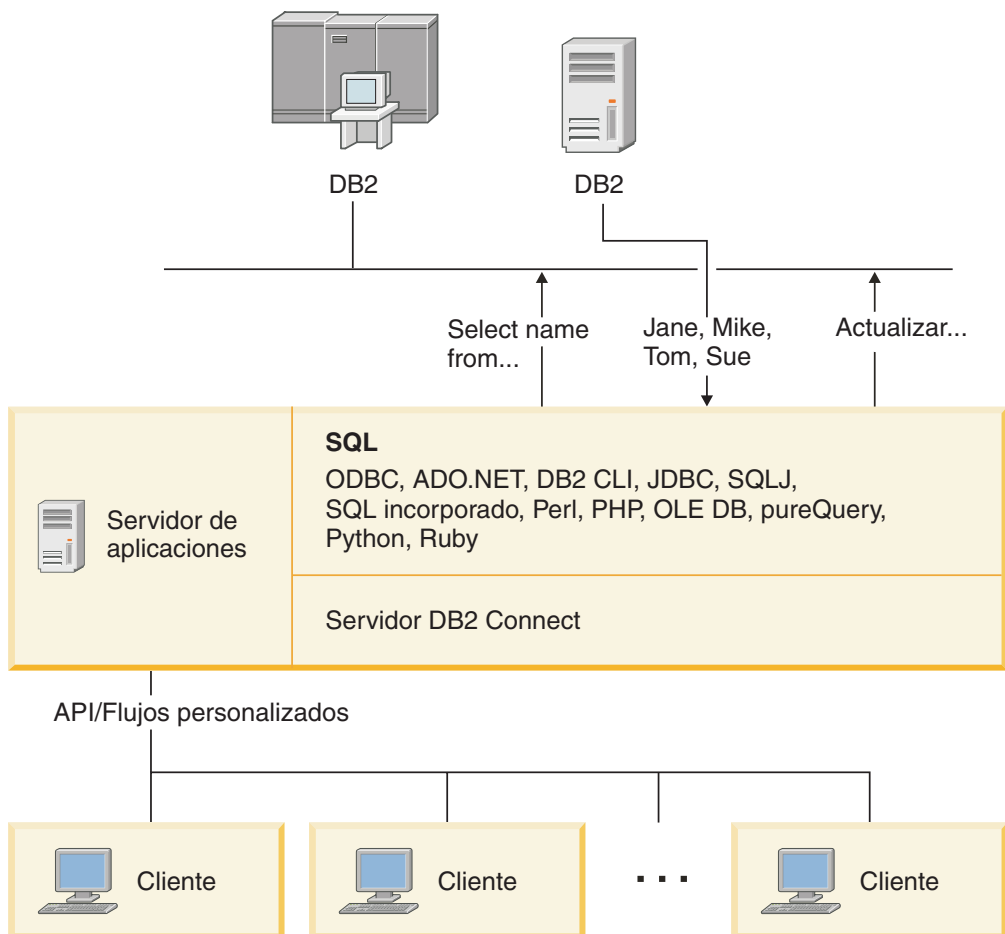 DB2
DB2
Select name
from...
Jane, Mike,
Tom, Sue
Actualizar...
Servidor de
aplicaciones
SQL
ODBC, ADO.NET, DB2 CLI, JDBC, SQLJ,
SQL incorporado, Perl, PHP, OLE DB, pureQuery,
Python, Ruby
Servidor DB2 Connect
API/Flujos personalizados
Cliente
Cliente
...
Cliente